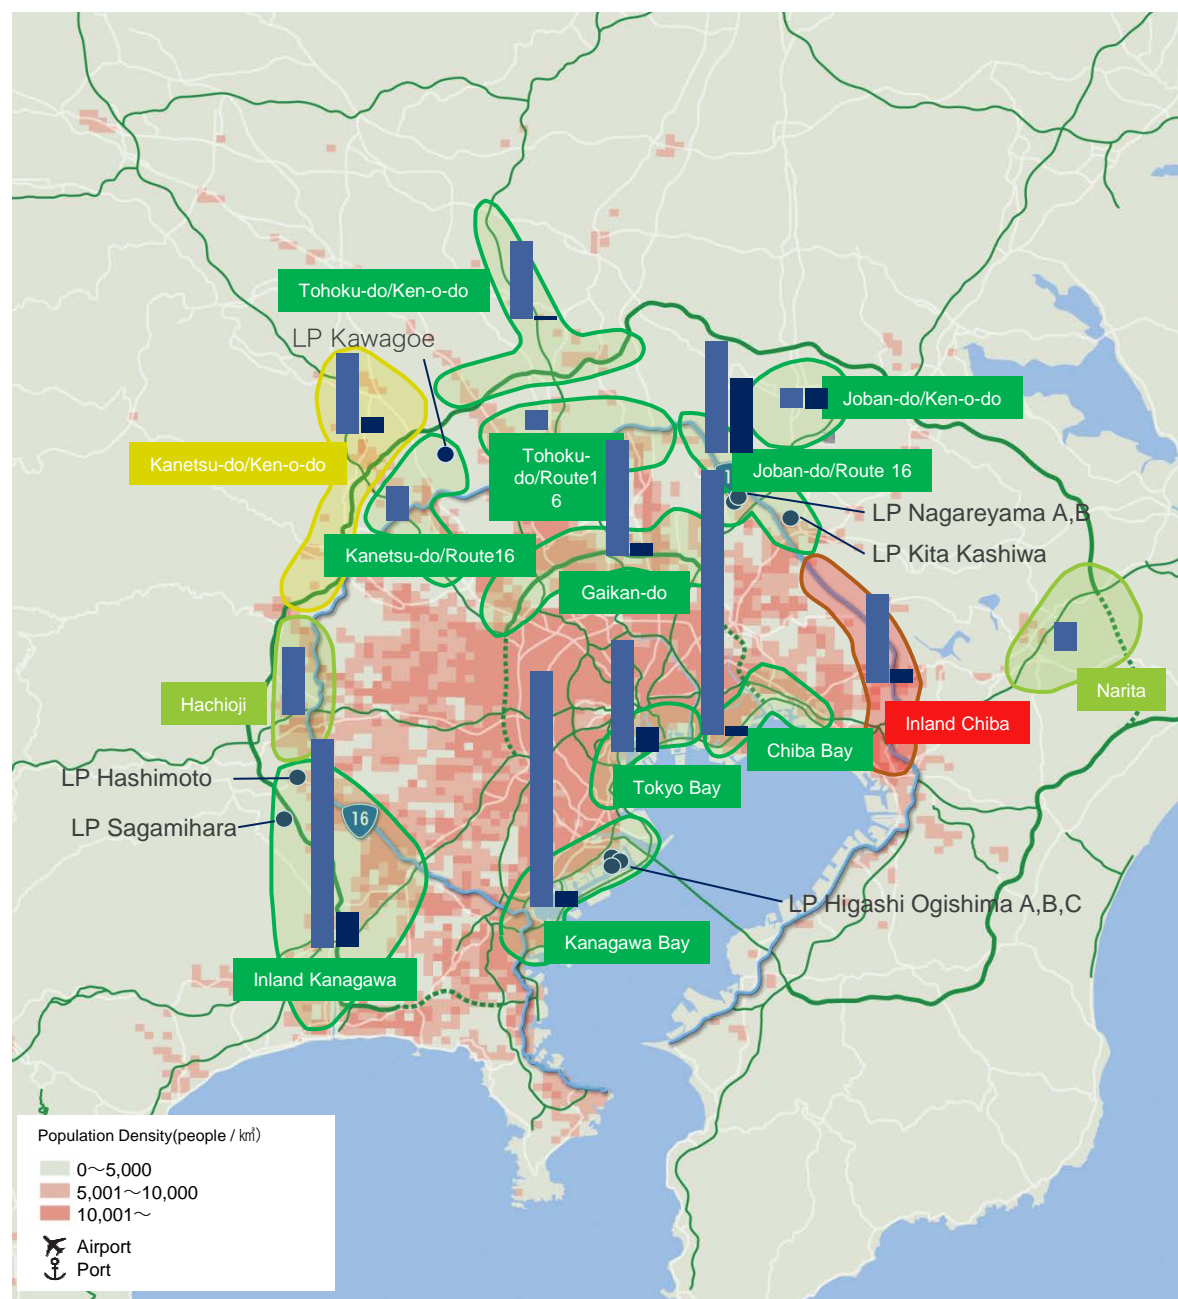 Tohoku-do/Ken-o-do
LP Kawagoe
Joban-do/Ken-o-do
Kanetsu-do/Ken-o-do
Tohoku-
do/Route1
6
Joban-do/Route 16
1
LP Nagareyama A,B
LP Kita Kashiwa
Kanetsu-do/Route16
Gaikan-do
Hachioji
Narita
Inland Chiba
Chiba Bay
LP Hashimoto
Tokyo Bay
LP Sagamihara
16
LP Higashi Ogishima A,B,C
Kanagawa Bay
Inland Kanagawa
Population Density(people / ㎢)
0～5,000
5,001～10,000
10,001～
Airport
Port